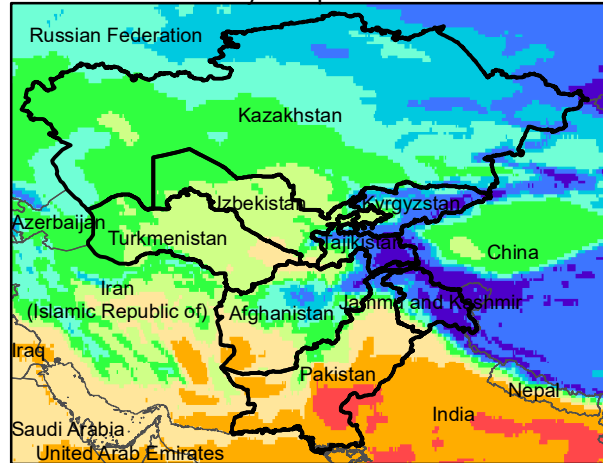 Russian Federation
Kazakhstan
Uzbekistan
Kyrgyzstan
Azerbaijan
Turkmenistan
Tajikistan
China
Iran
(Islamic Republic of)
Afghanistan
Jammu and Kashmir
Iraq
Pakistan
Nepal
India
Saudi Arabia
United Arab Emirates